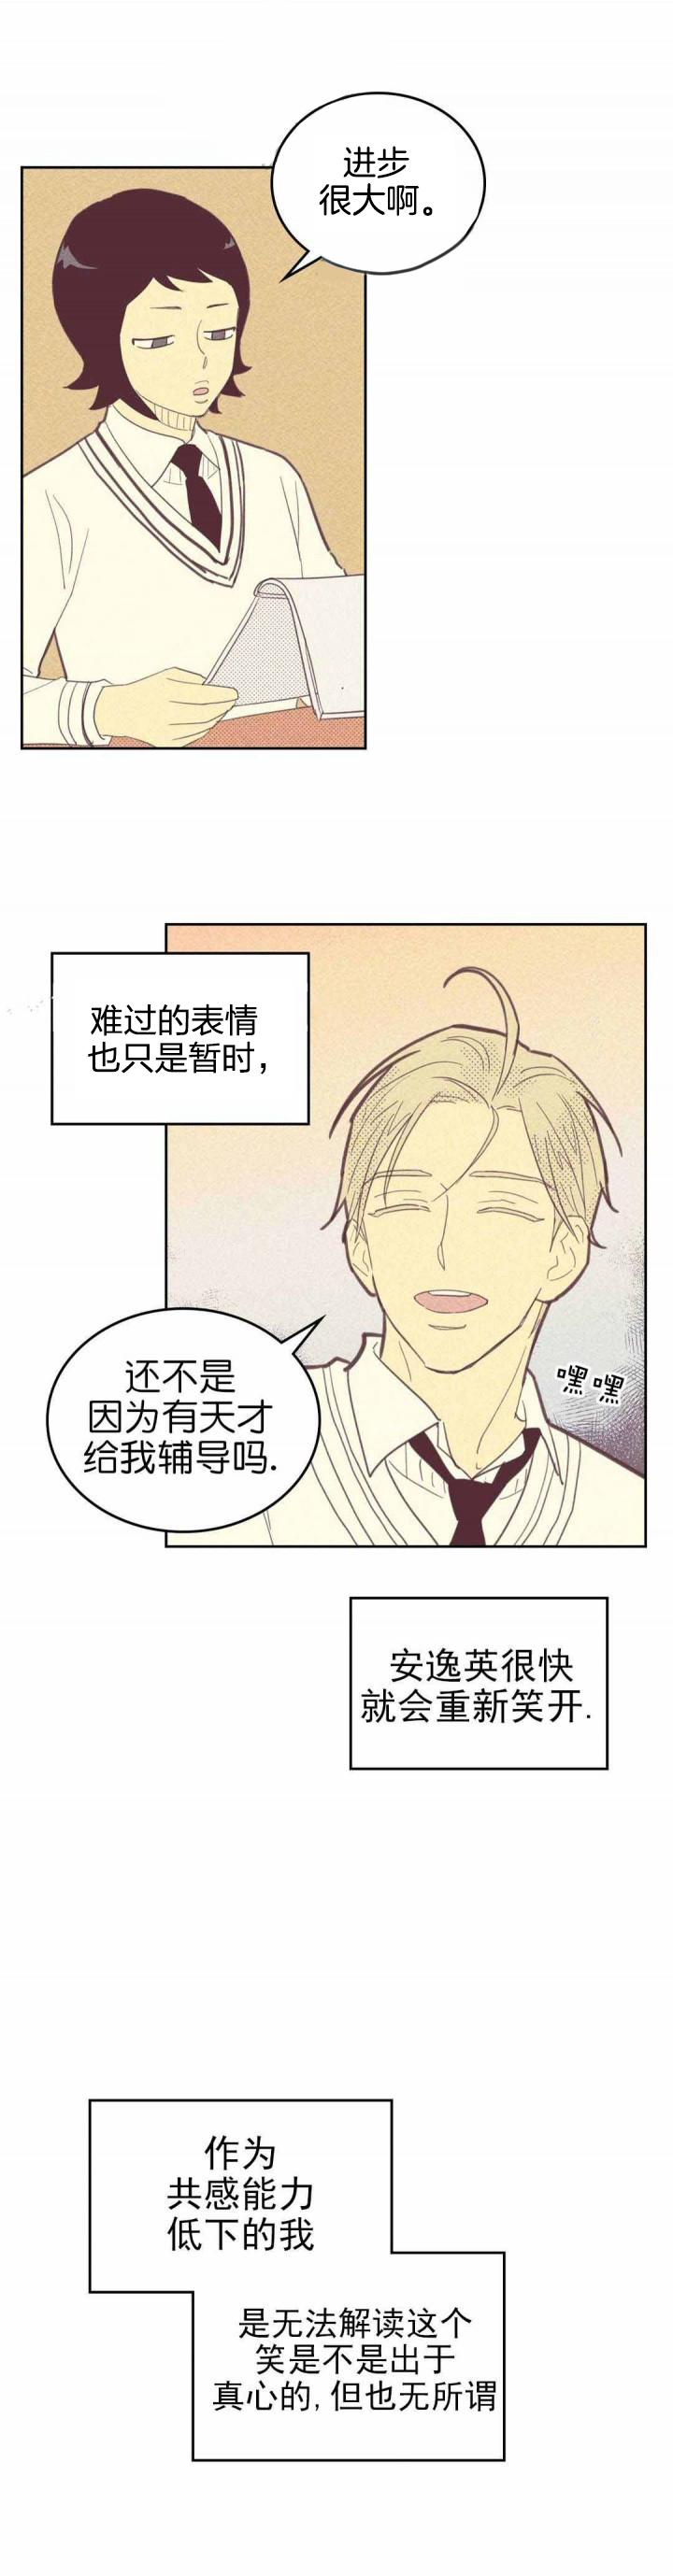 进步
很大啊。
难过的表情
也只是暂时，
还不是
因为有天才
给我辅导吗.
嘿嘿
安逸英很快
就会重新笑开.
作为
共感能力
低下的我
是无法解读这个
笑是不是出于
真心的,但也无所谓